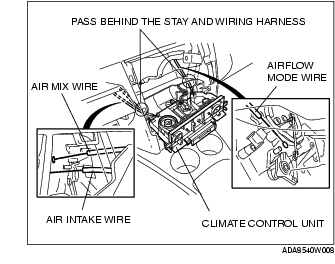 PASS BEHIND THE STAY AND WIRING HARNESS
AIRFLOW
MODE WIRE
AIR MIX WIRE
AIR INTAKE WIRE
CLIMATE CONTROL UNIT
ADA8540W008